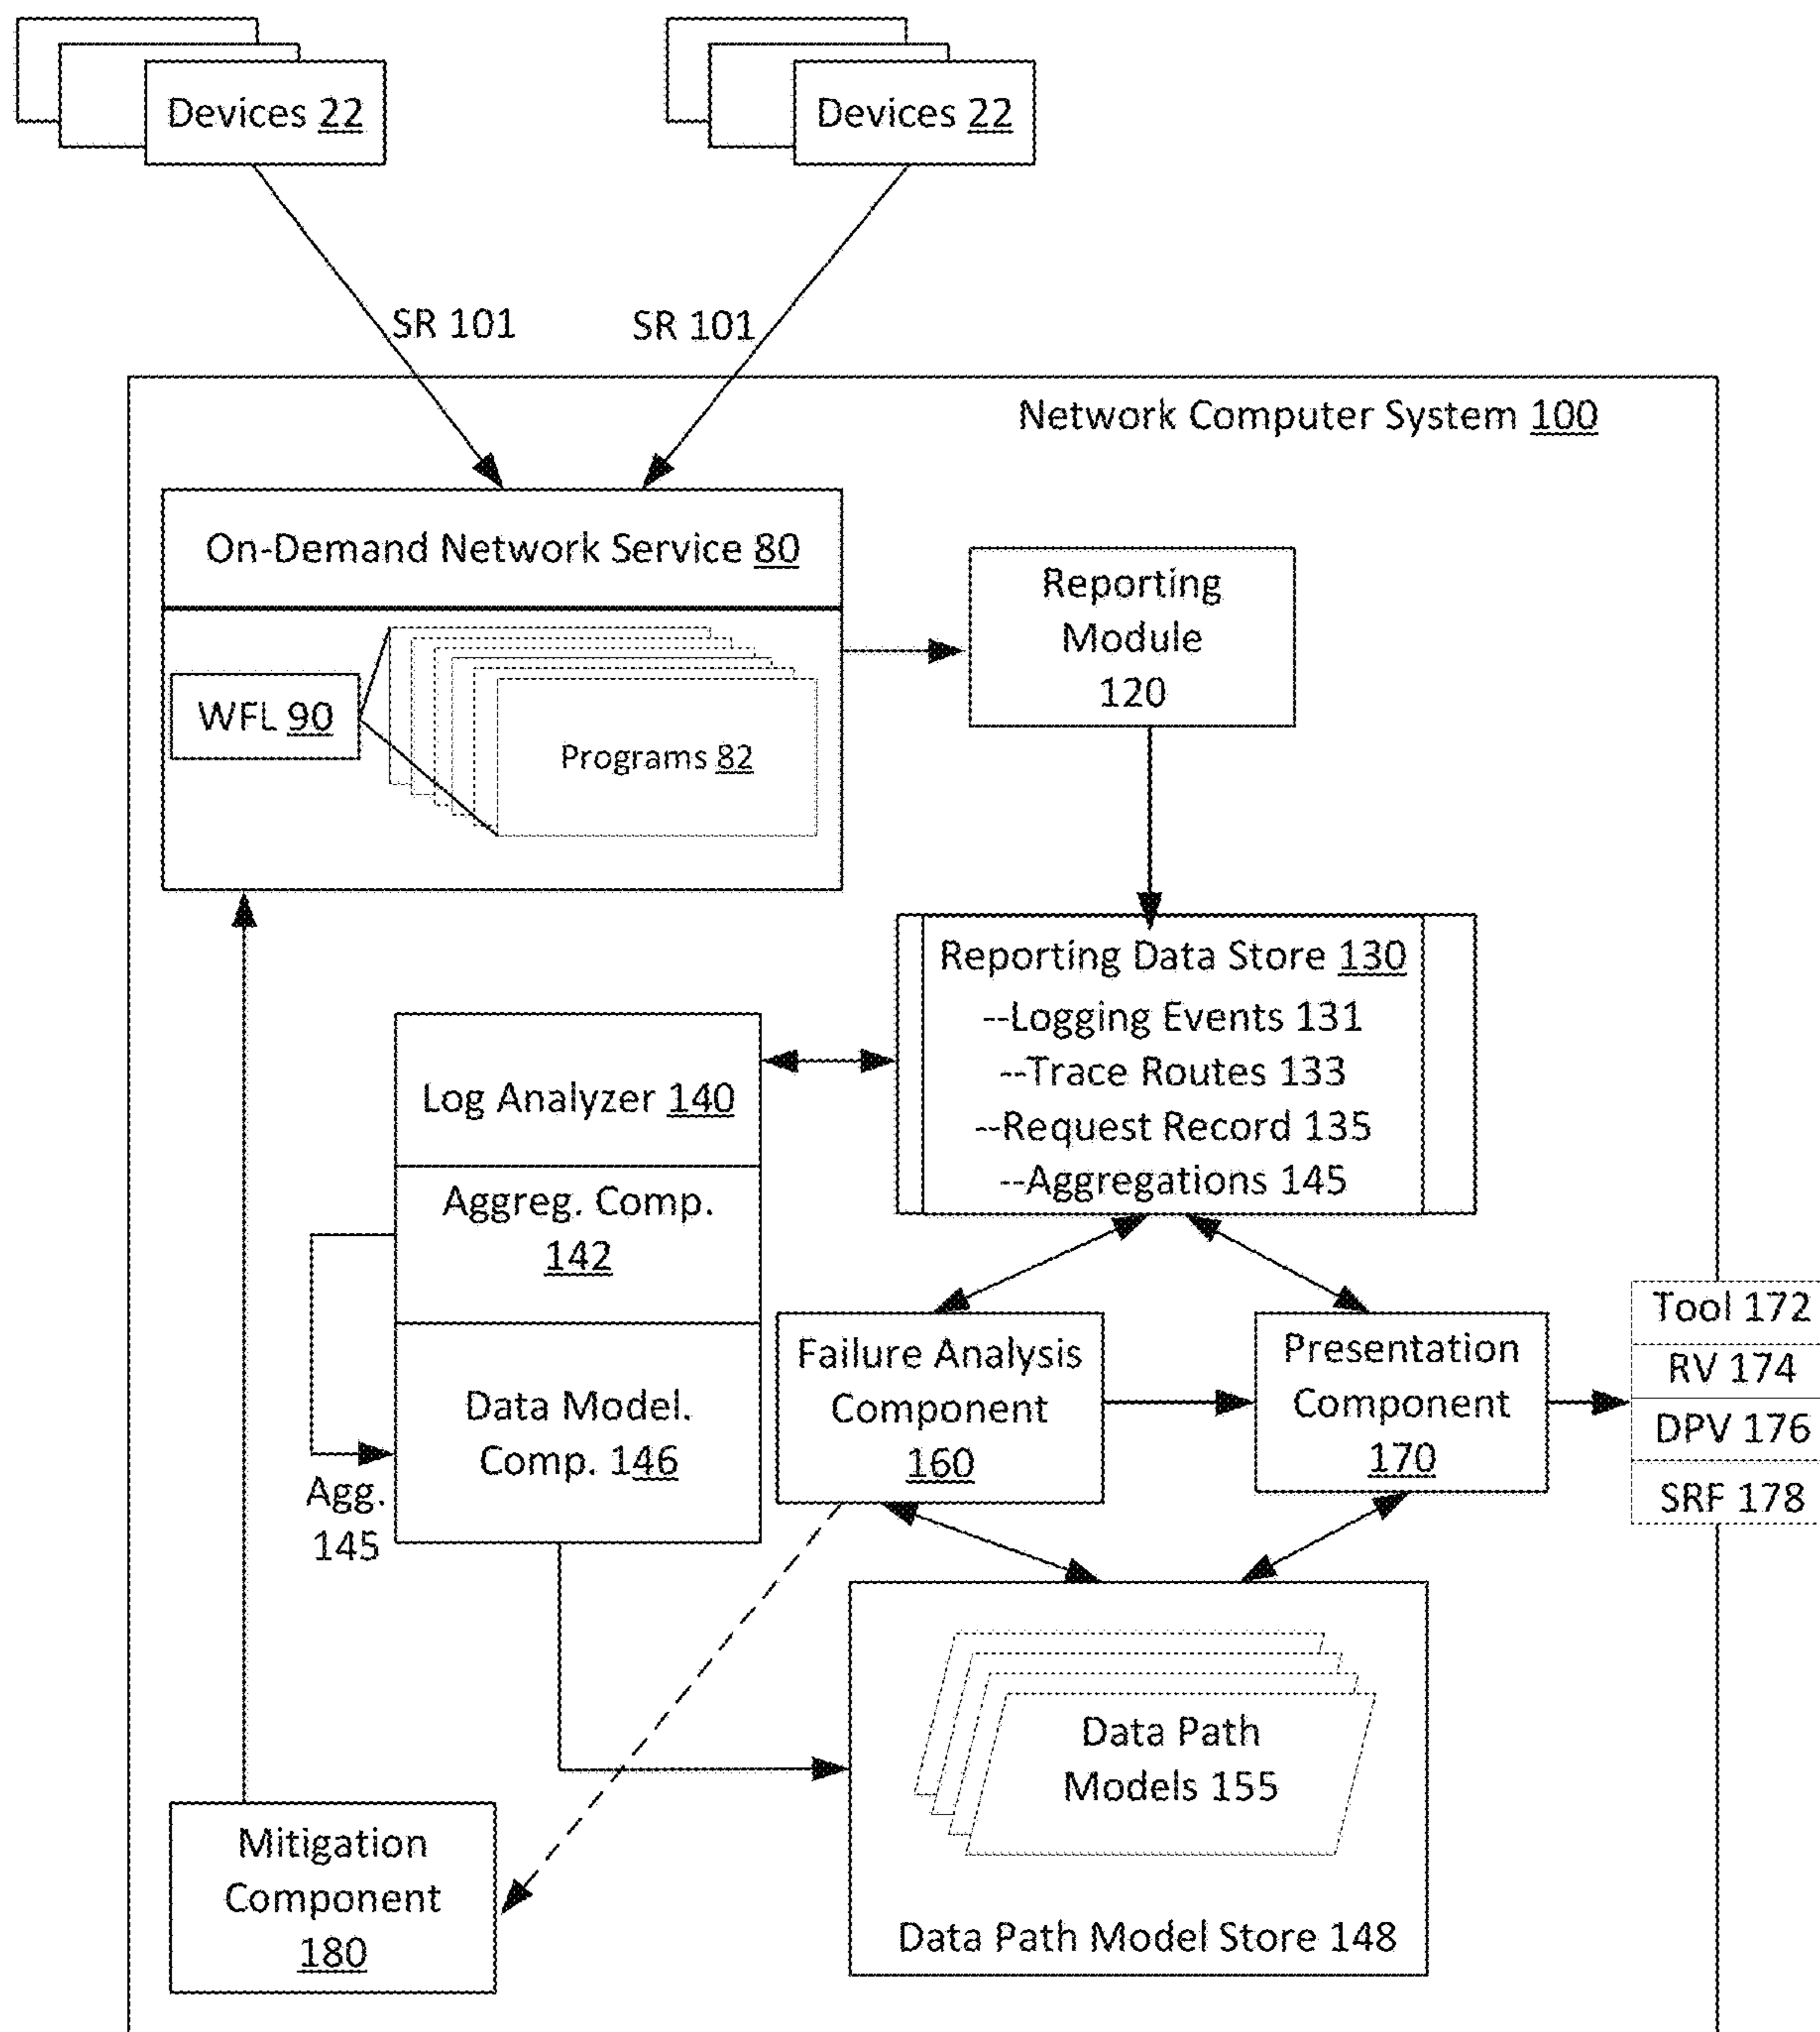 Devices 22
Devices 22
SR 101
SR 101
Network Computer System 100
On-Demand Network Service 80
WFL 90
Programs 82
Reporting
Module
120
Reporting Data Store 130
--Logging Events 131
--Trace Routes 133
--Request Record 135
--Aggregations 145
Log Analyzer 140
Aggreg. Comp.
142
Data Model.
Comp. 146
Agg.
145
Failure Analysis
Component
160
Presentation
Component
170
Tool 172
RV 174
DPV 176
SRF 178
Data Path
Models 155
Data Path Model Store 148
Mitigation
Component
180